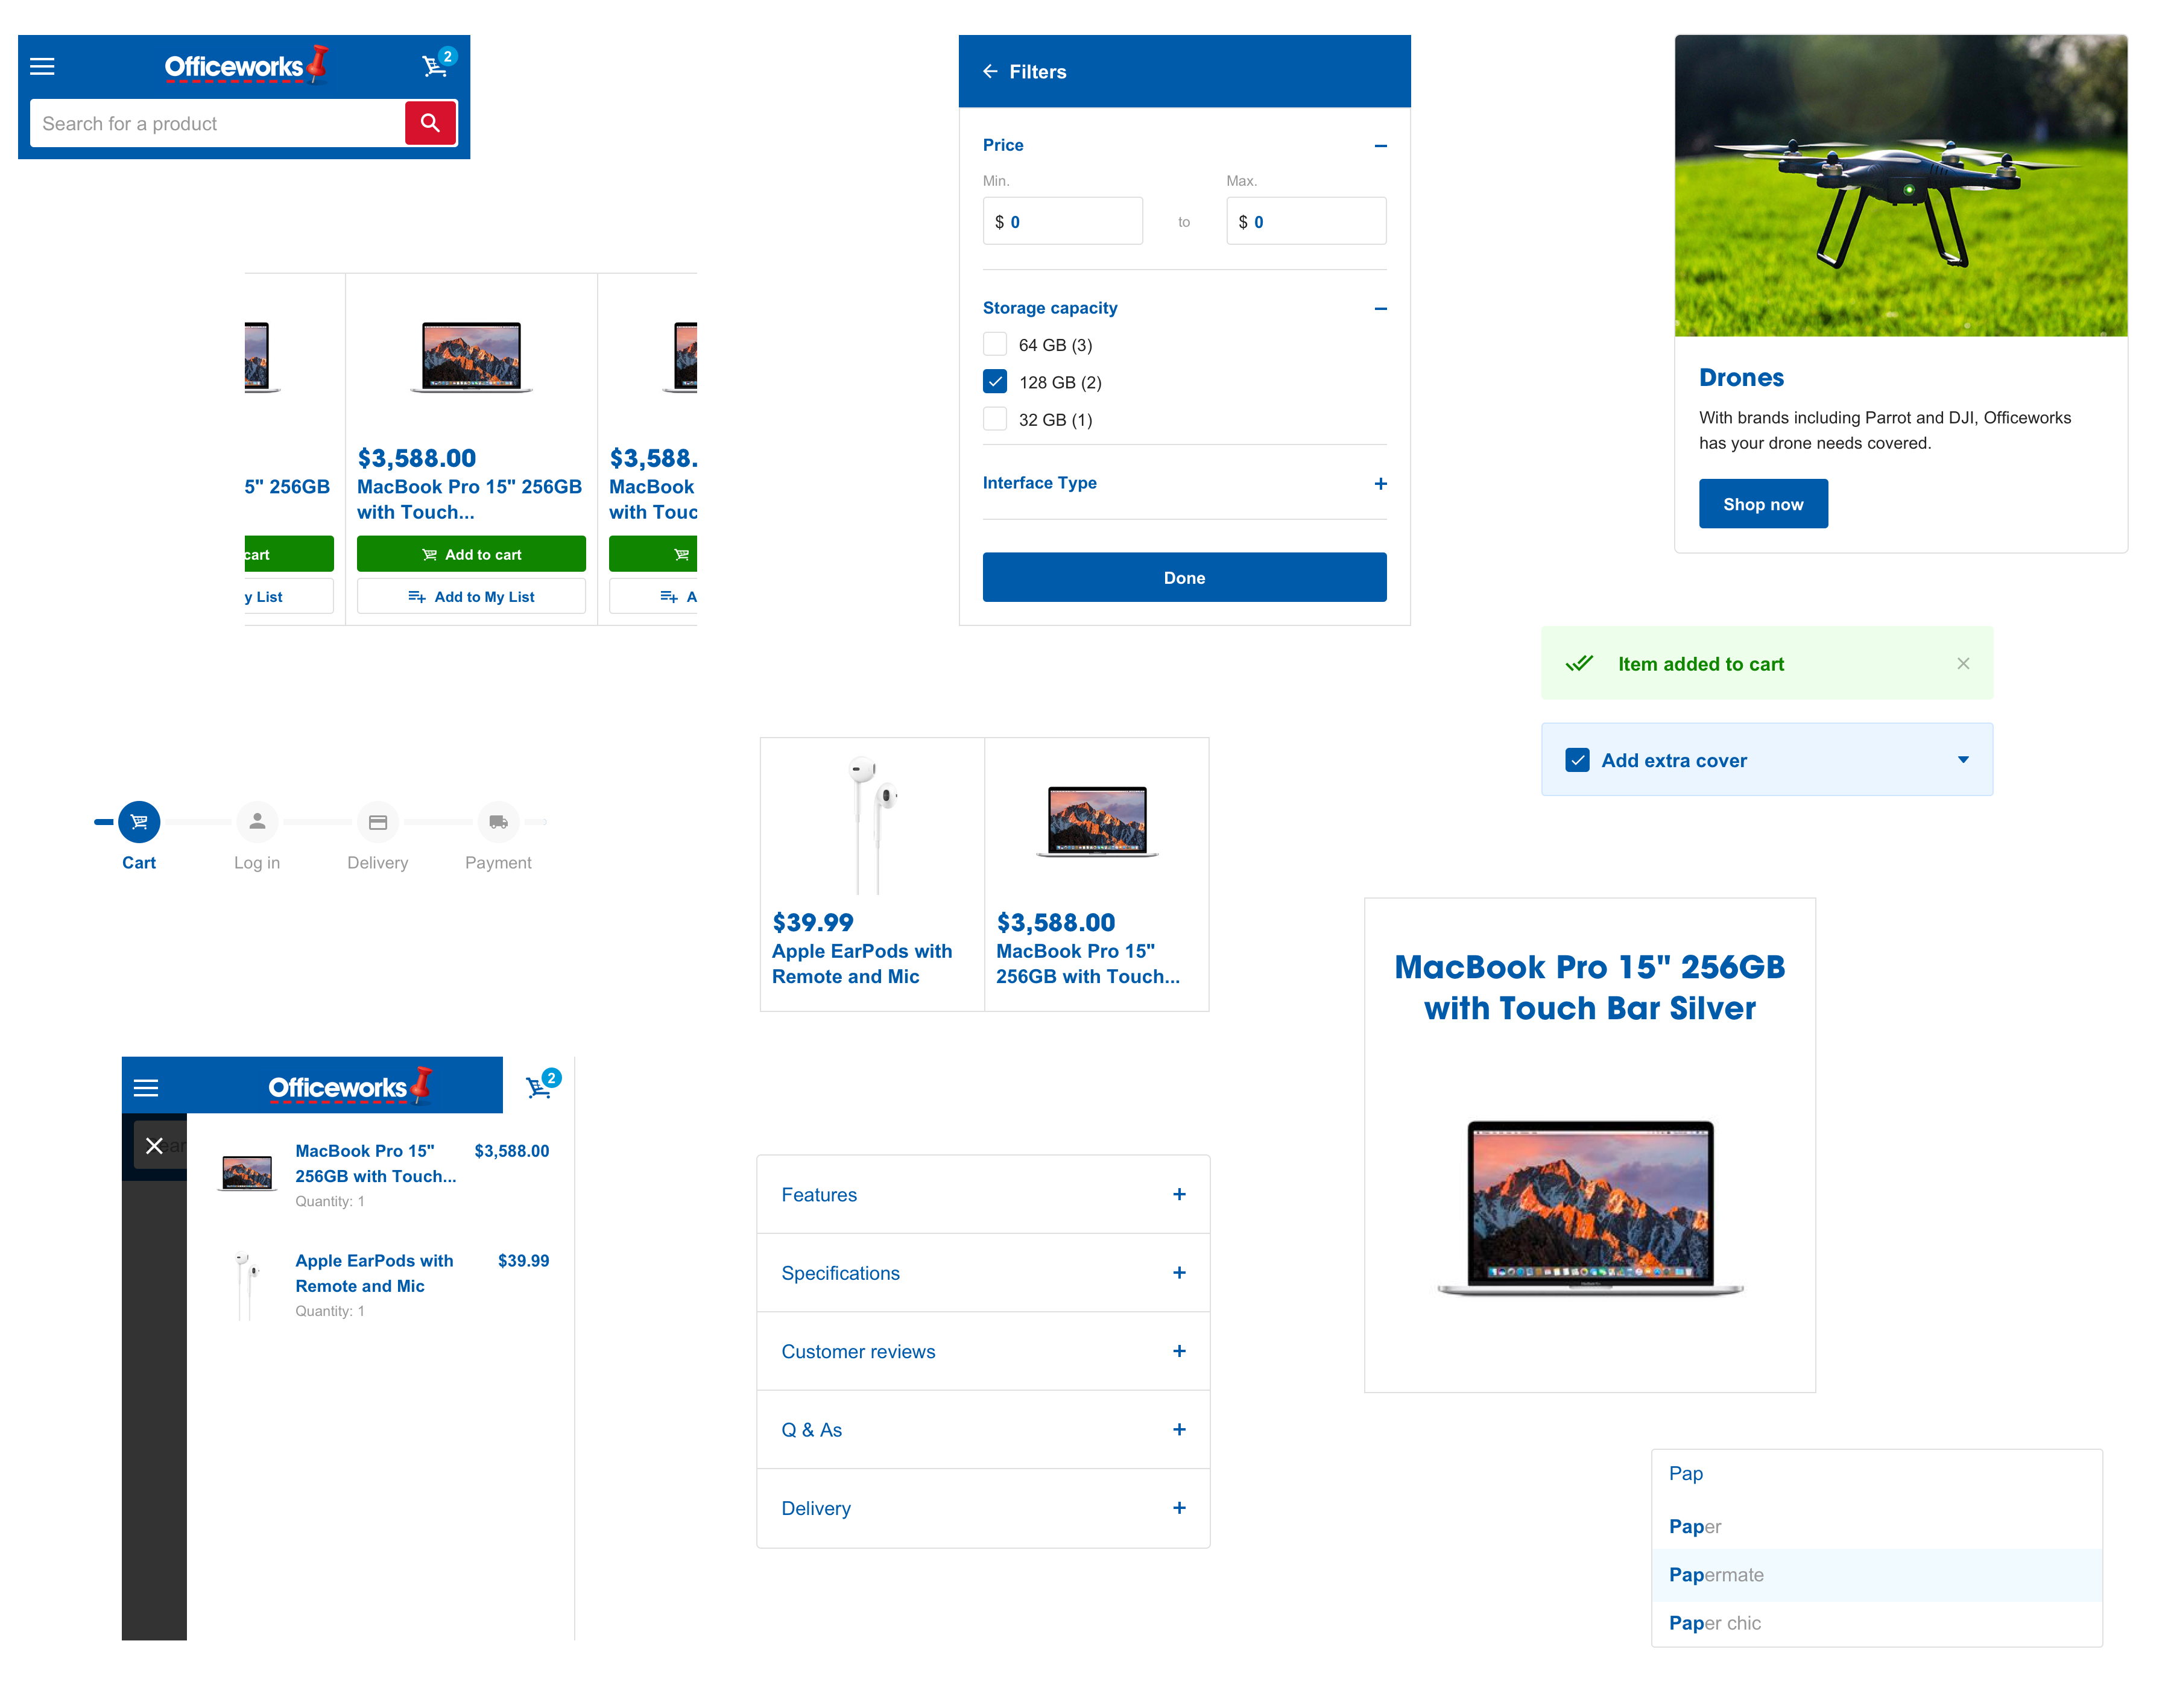 Officeworks
2
Search for a product
5" 256GB
cart
y List
$3,588.00
MacBook Pro 15" 256GB
with Touch...
Add to cart
Add to My List
$3,588.
MacBook
with Touc
A
Filters
Price
Min.
Max.
$ 0
to
$ 0
Storage capacity
64 GB (3)
128 GB (2)
32 GB (1)
Interface Type
Done
Drones
With brands including Parrot and DJI, Officeworks
has your drone needs covered.
Shop now
Item added to cart
Add extra cover
Cart
Log in
Delivery
Payment
$39.99
Apple EarPods with
Remote and Mic
$3,588.00
MacBook Pro 15"
256GB with Touch...
MacBook Pro 15" 256GB
with Touch Bar Silver
Officeworks
2
ear
MacBook Pro 15"
256GB with Touch...
$3,588.00
Quantity: 1
Apple EarPods with
Remote and Mic
$39.99
Quantity: 1
Features
Specifications
Customer reviews
Q & As
Delivery
Pap
Paper
Papermate
Paper chic